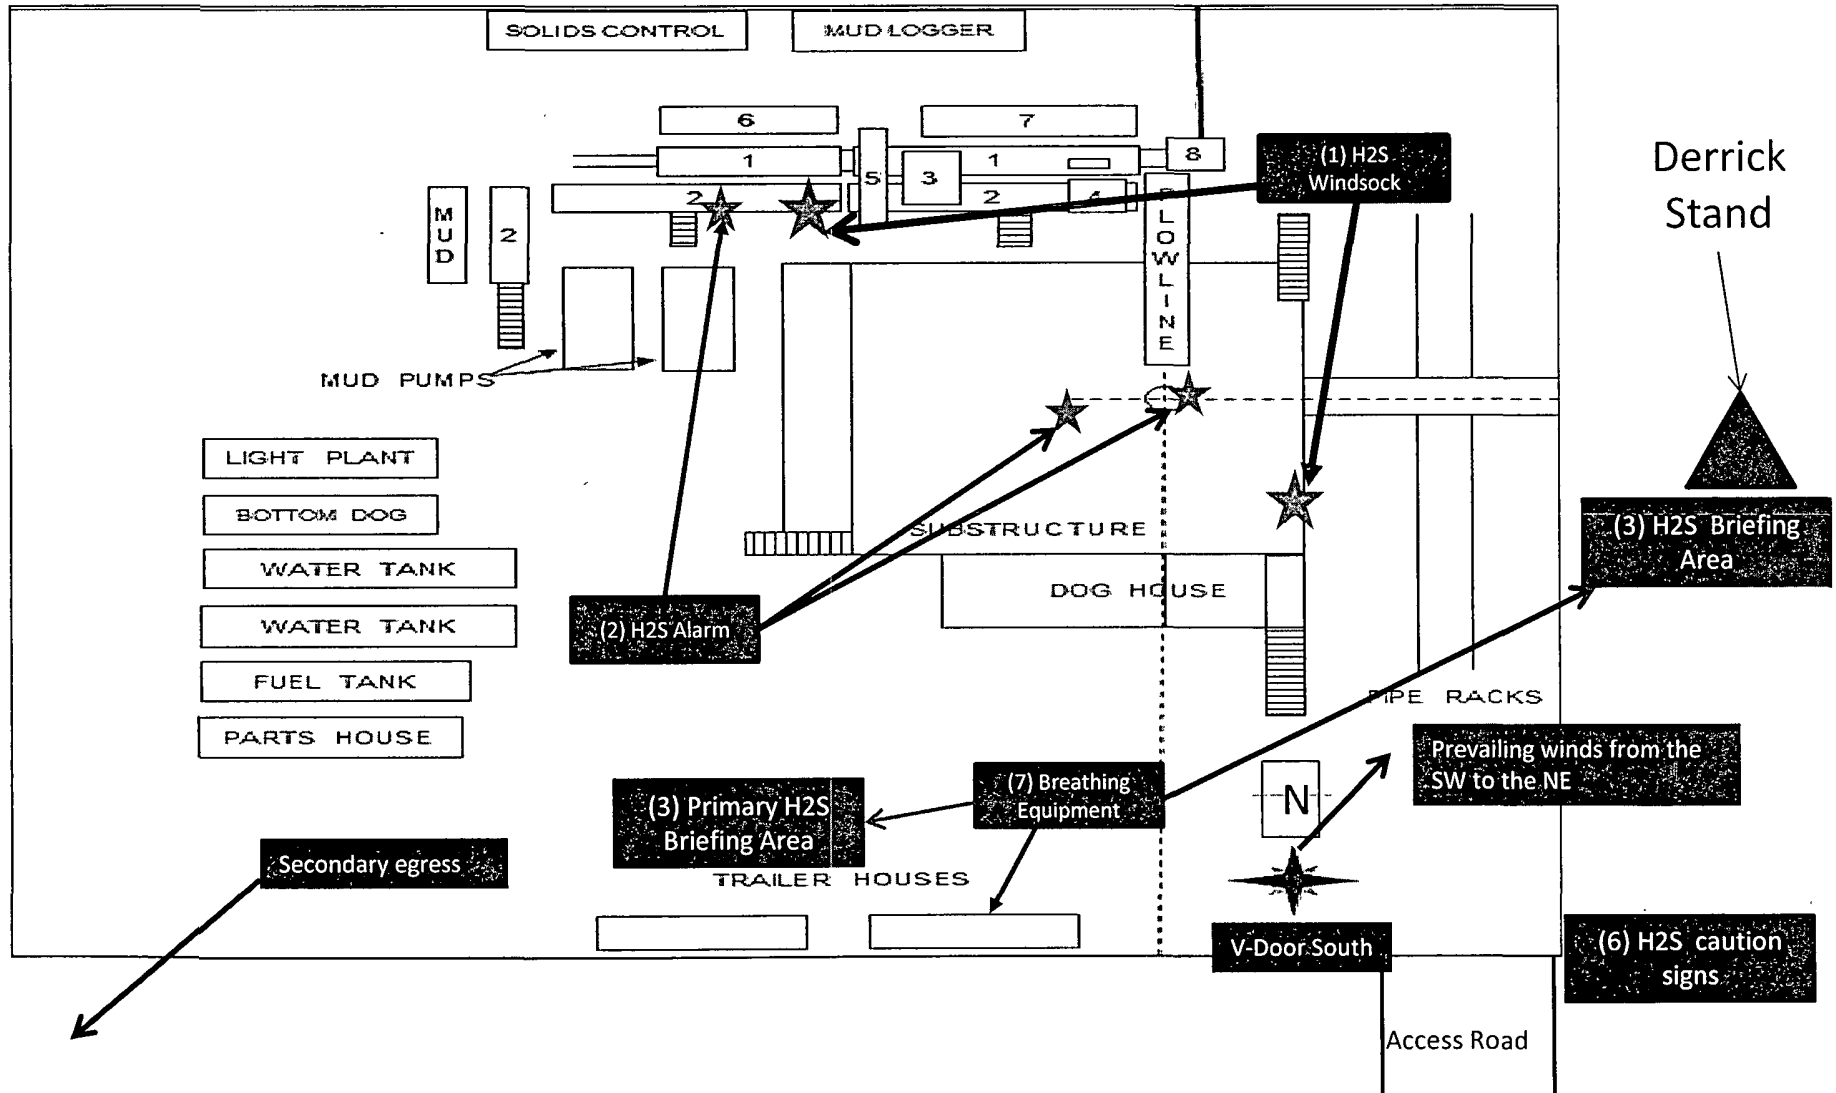 SOLIDS CONTROL
MUD LOGGER
6
7
1
1
8
5
3
2
2
4
(1) H2S
Windsock
Derrick
Stand
MUD
2
FLOWLINE
MUD PUMPS
LIGHT PLANT
BOTTOM DOG
WATER TANK
WATER TANK
FUEL TANK
PARTS HOUSE
SUBSTRUCTURE
DOG HOUSE
(2) H2S Alarm
(3) H2S Briefing
Area
PIPE RACKS
Prevailing winds from the
SW to the NE
(7) Breathing
Equipment
N
(3) Primary H2S
Briefing Area
Secondary egress
TRAILER HOUSES
V-Door South
(6) H2S caution
signs
Access Road